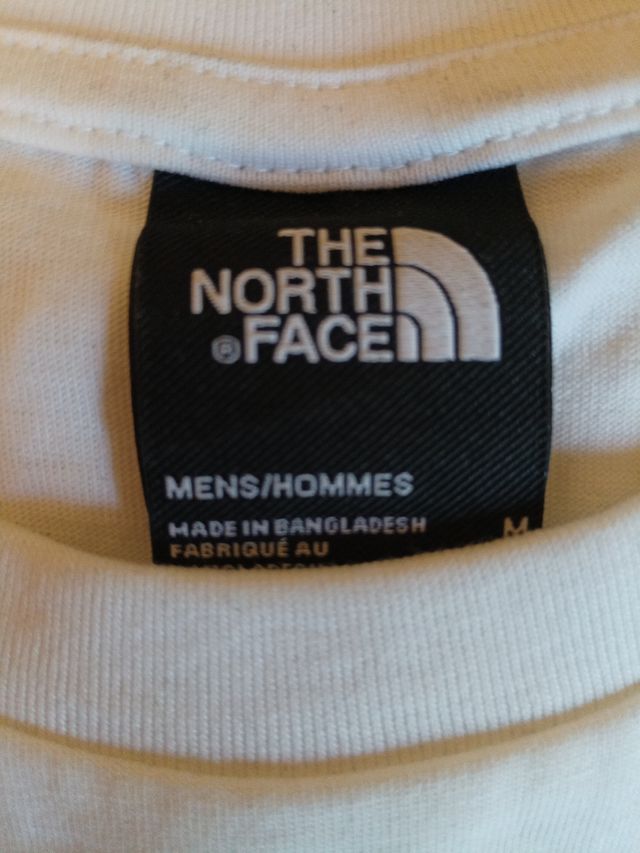 THE
NORTH
® FACE
MENS/HOMMES
MADE IN BANGLADESH M
FABRIQUÉ AU